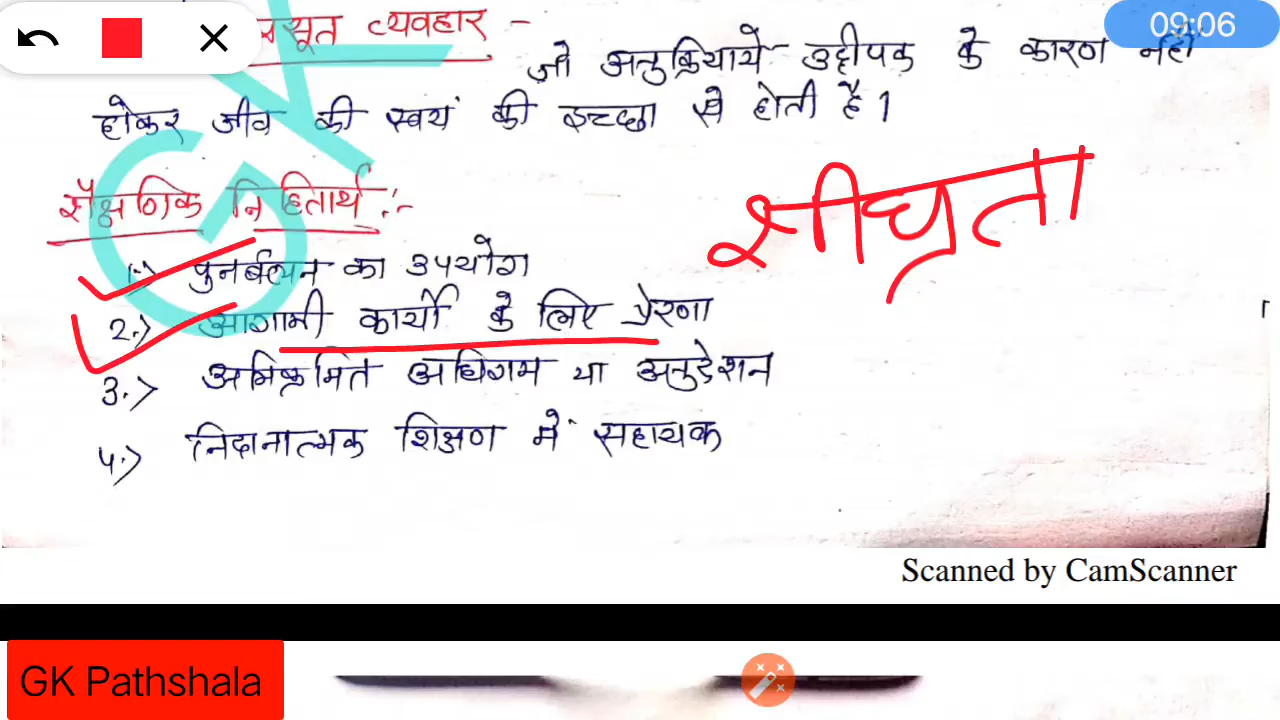 व्यवहार -
जो अनुक्रियाये उद्दीपक के कारण नहीं
होकर जीव की स्वयं की इच्छा से होती है।
शैक्षणिक निहितार्थ :-
1.) पुनर्बलन का उपयोग
2.) आगामी कार्यो के लिए प्रेरणा
3.) अभिक्रमित अधिगम या अनुदेशन
4.) निदानात्मक शिक्षण में सहायक
शीघ्रता
09:06
Scanned by CamScanner
GK Pathshala